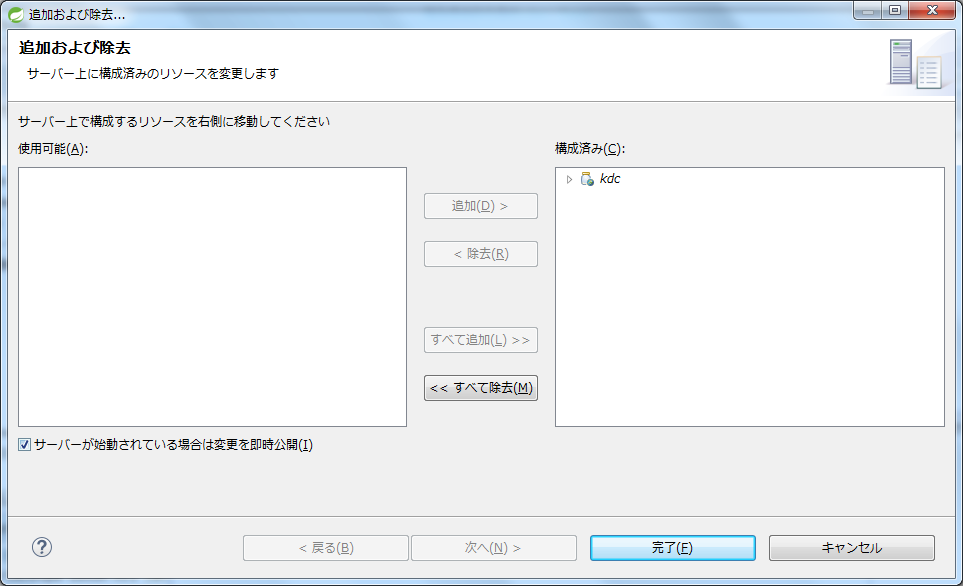 追加および除去...
追加および除去
サーバー上に構成済みのリソースを変更します
サーバー上で構成するリソースを右側に移動してください
使用可能(A):
構成済み(C):
kdc
追加(D) >
< 除去(R)
すべて追加(L) >>
<< すべて除去(M)
サーバーが始動されている場合は変更を即時公開(I)
?
< 戻る(B)
次へ(N) >
完了(F)
キャンセル